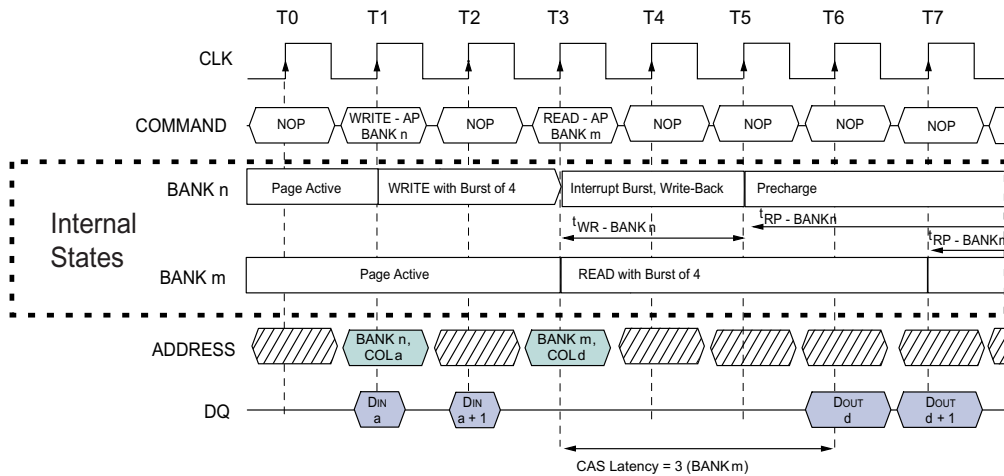 T0 T1 T2 T3 T4 T5 T6 T7
CLK
COMMAND NOP WRITE - AP BANK n NOP READ - AP BANK m NOP NOP NOP NOP
Internal States
BANK n Page Active WRITE with Burst of 4 Interrupt Burst, Write-Back Precharge
tWR - BANK n tRP - BANK n
tRP - BANK m
BANK m Page Active READ with Burst of 4
ADDRESS BANK n, COL a BANK m, COL d
DQ DIN a DIN a + 1 DOUT d DOUT d + 1
CAS Latency = 3 (BANK m)